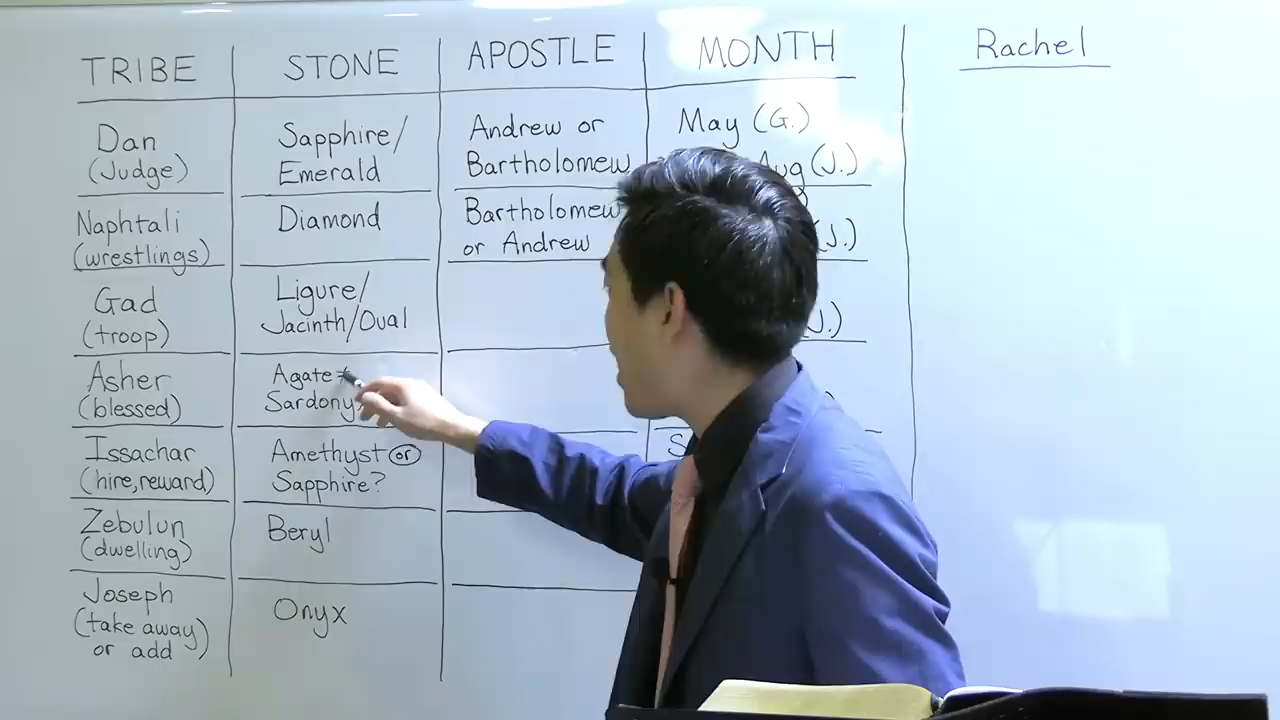 TRIBE STONE APOSTLE MONTH Rachel
Dan
(Judge)
Sapphire/
Emerald
Andrew or
Bartholomew
May (G.)
Aug (J.)
Naphtali
(wrestlings)
Diamond
Bartholomew
or Andrew
J.)
Gad
(troop)
Ligure/
Jacinth/Oval
J.)
Asher
(blessed)
Agate
Sardony
Issachar
(hire, reward)
Amethyst or
Sapphire?
Zebulun
(dwelling)
Beryl
Joseph
(take away)
or add
Onyx